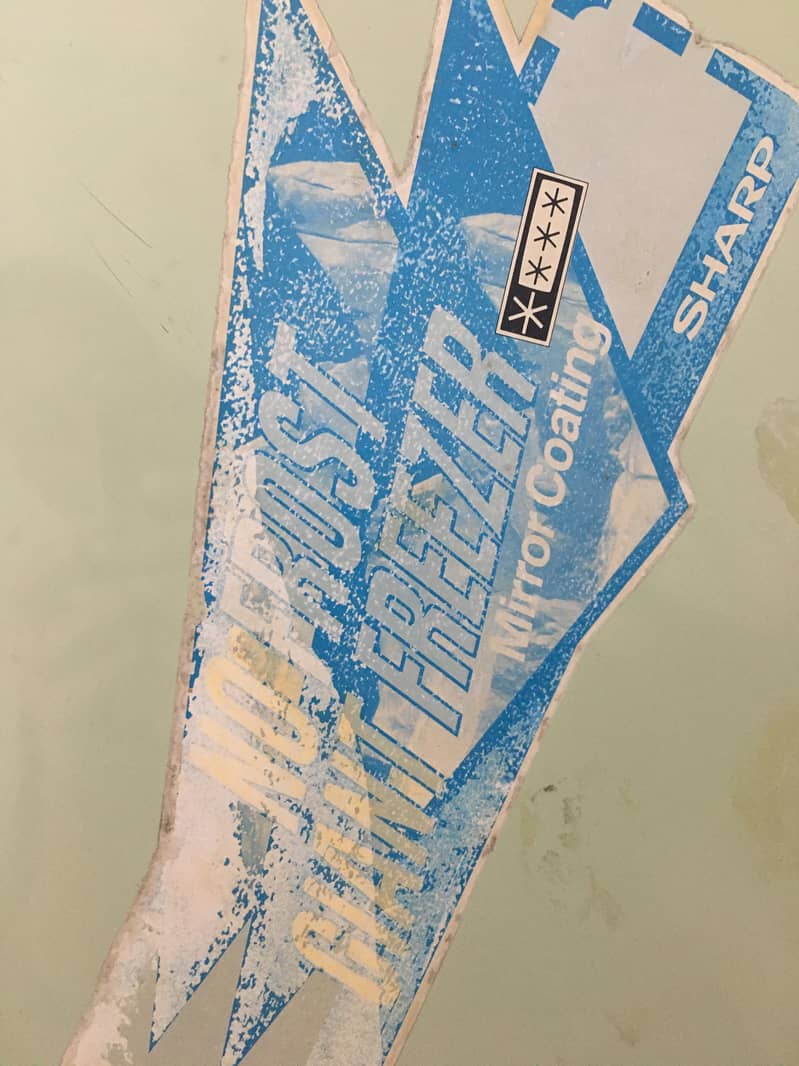 NO FROST
GIANT FREEZER
Mirror Coating
SHARP